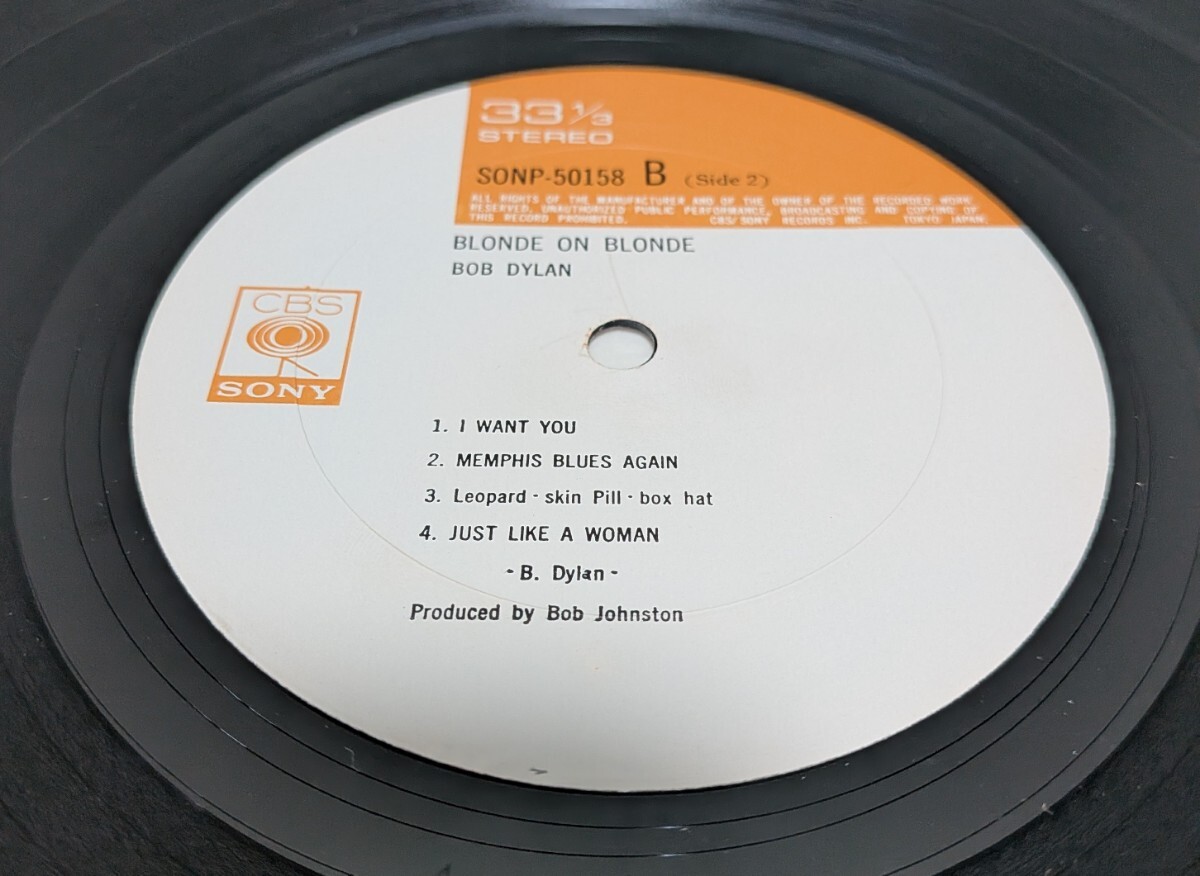 33 1/3
STEREO
SONP-50158 B (Side 2)
ALL RIGHTS OF THE MANUFACTURER AND OF THE OWNER OF THE RECORDED WORK
RESERVED. UNAUTHORIZED PUBLIC PERFORMANCE, BROADCASTING AND COPYING OF
THIS RECORD PROHIBITED. CBS/SONY RECORDS INC. TOKYO JAPAN.
BLONDE ON BLONDE
BOB DYLAN
CBS
SONY
1. I WANT YOU
2. MEMPHIS BLUES AGAIN
3. Leopard-skin Pill-box hat
4. JUST LIKE A WOMAN
-B. Dylan-
Produced by Bob Johnston